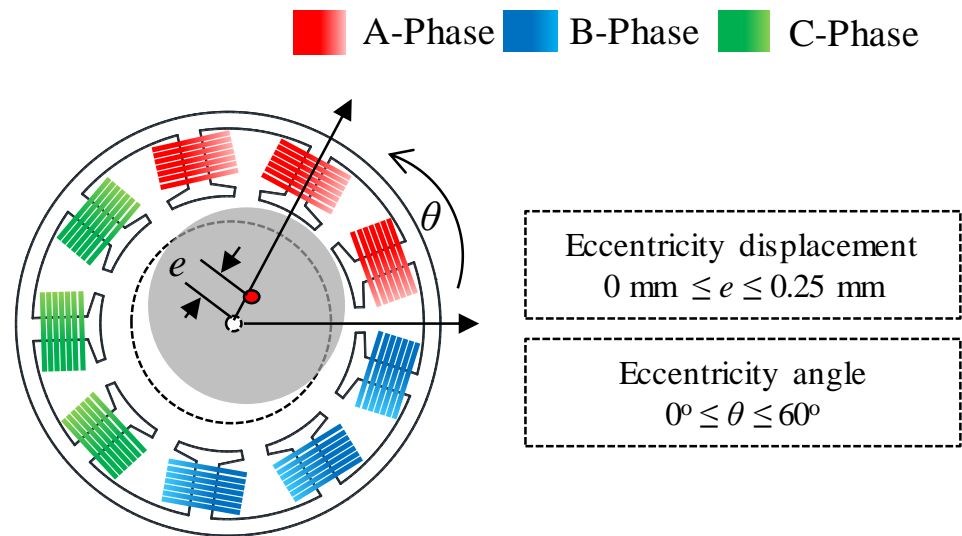 A-Phase B-Phase C-Phase
θ
e
Eccentricity displacement
0 mm ≤ e ≤ 0.25 mm
Eccentricity angle
0° ≤ θ ≤ 60°